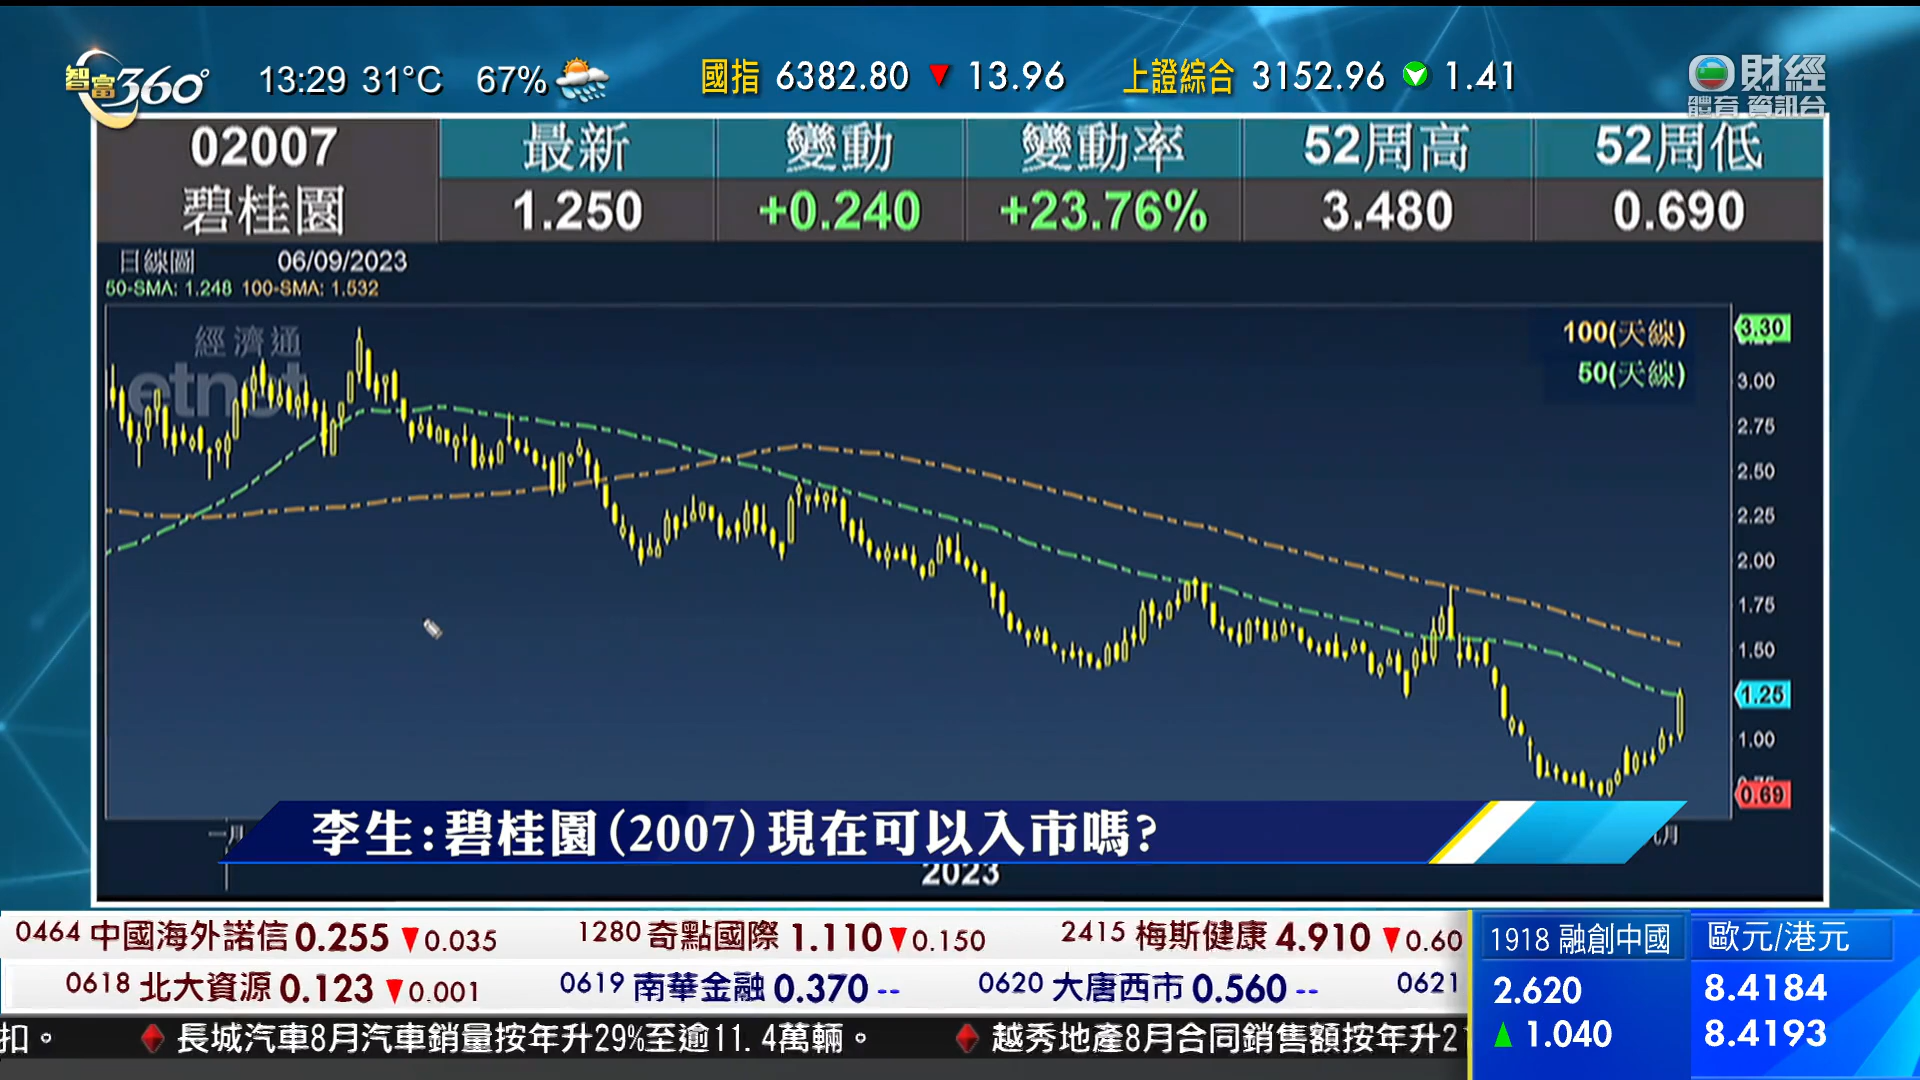 智富360° 13:29 31°C 67% 國指 6382.80 ▼ 13.96 上證綜合 3152.96 1.41 財經
體育 資訊台
02007 最新 變動 變動率 52周高 52周低
碧桂園 1.250 +0.240 +23.76% 3.480 0.690
日線圖 06/09/2023
50-SMA: 1.248 100-SMA: 1.532
經濟通
etnet
100(天線)
50(天線)
3.30
3.00
2.75
2.50
2.25
2.00
1.75
1.50
1.25
1.00
0.69
李生:碧桂園(2007)現在可以入市嗎?
一月 九月
2023
0464 中國海外諾信 0.255 ▼0.035 1280 奇點國際 1.110 ▼0.150 2415 梅斯健康 4.910 ▼0.60
0618 北大資源 0.123 ▼0.001 0619 南華金融 0.370 -- 0620 大唐西市 0.560 -- 0621
扣。 長城汽車8月汽車銷量按年升29%至逾11.4萬輛。 越秀地產8月合同銷售額按年升2
1918 融創中國
2.620
▲ 1.040
歐元/港元
8.4184
8.4193